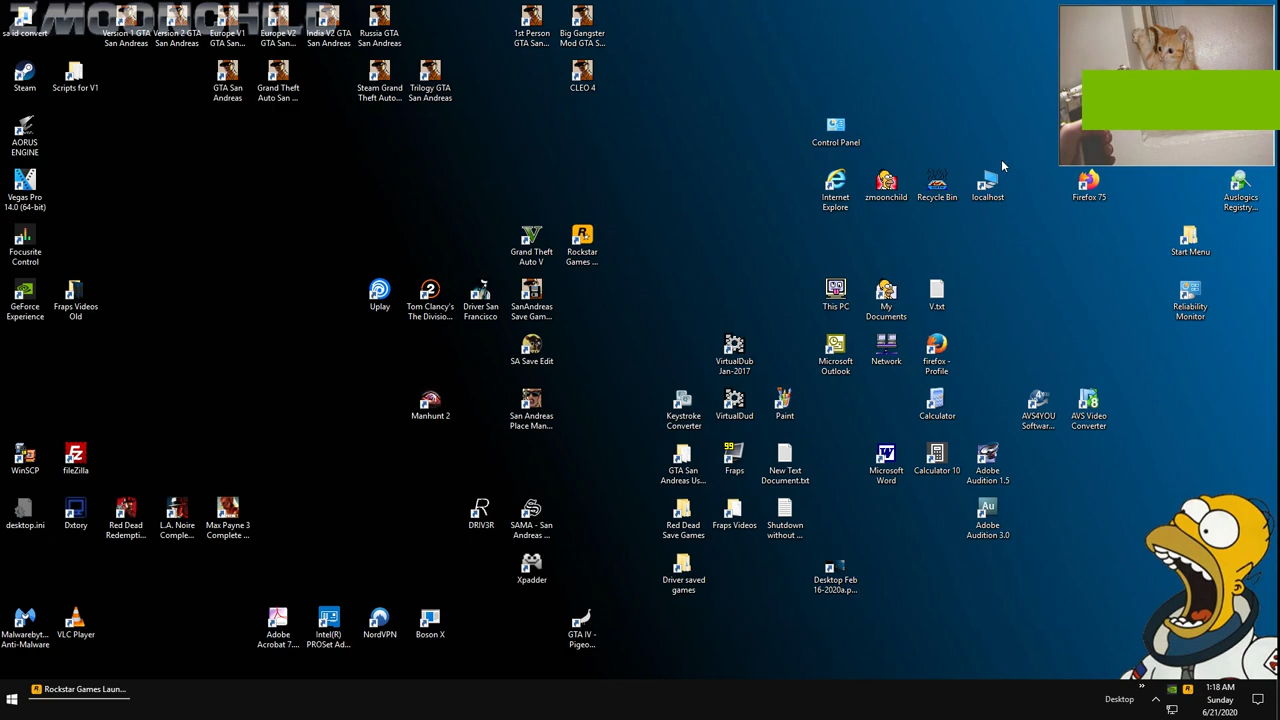 ZMOONCHILD
sa id convert
Version 1 GTA
San Andreas
Version 2 GTA
San Andreas
Europe V1
GTA San...
Europe V2
GTA San...
India V2 GTA
San Andreas
Russia GTA
San Andreas
1st Person
GTA San...
Big Gangster
Mod GTA S...
Steam
Scripts for V1
GTA San
Andreas
Grand Theft
Auto San ...
Steam Grand
Theft Auto...
Trilogy GTA
San Andreas
CLEO 4
AORUS
ENGINE
Control Panel
Vegas Pro
14.0 (64-bit)
Internet
Explore
zmoonchild
Recycle Bin
localhost
Firefox 75
Auslogics
Registry...
Focusrite
Control
Grand Theft
Auto V
Rockstar
Games ...
Start Menu
GeForce
Experience
Fraps Videos
Old
Uplay
Tom Clancy's
The Divisio...
Driver San
Francisco
SanAndreas
Save Gam...
This PC
My
Documents
V.txt
Reliability
Monitor
SA Save Edit
VirtualDub
Jan-2017
Microsoft
Outlook
Network
firefox -
Profile
Manhunt 2
San Andreas
Place Man...
Keystroke
Converter
VirtualDud
Paint
Calculator
AVS4YOU
Softwar...
AVS Video
Converter
WinSCP
fileZilla
GTA San
Andreas Us...
99
Fraps
New Text
Document.txt
Microsoft
Word
Calculator 10
Adobe
Audition 1.5
desktop.ini
Dxtory
Red Dead
Redempti...
L.A. Noire
Comple...
Max Payne 3
Complete ...
DRIV3R
SAMA - San
Andreas ...
Red Dead
Save Games
Fraps Videos
Shutdown
without ...
Au
Adobe
Audition 3.0
Xpadder
Driver saved
games
Desktop Feb
16-2020a.p...
Malwarebyt...
Anti-Malware
VLC Player
Adobe
Acrobat 7....
Intel(R)
PROSet Ad...
NordVPN
Boson X
GTA IV -
Pigeo...
Rockstar Games Laun...
Desktop
1:18 AM
Sunday
6/21/2020